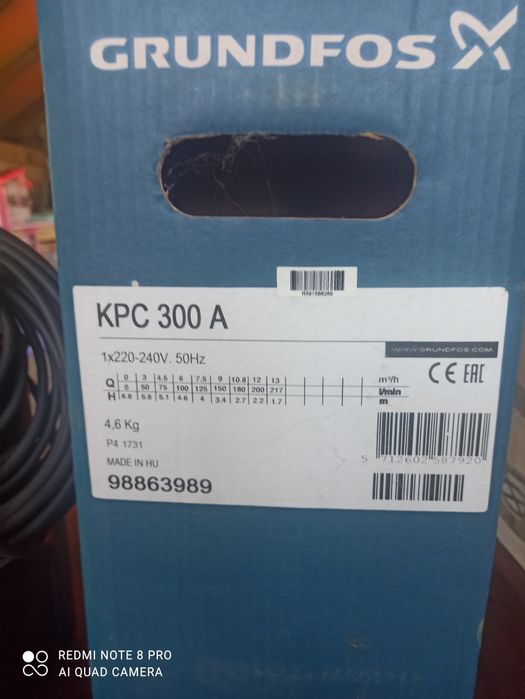 GRUNDFOS
KPC 300 A
1x220-240V. 50Hz
WWW.GRUNDFOS.COM
CE EAC
Q 0 3 4.5 6 7.5 9 10.8 12 13 m³/h
0 50 75 100 125 150 180 200 217 l/min
H 6.8 5.6 5.1 4.6 4 3.4 2.7 2.2 1.7 m
4,6 Kg
P4 1731
MADE IN HU
98863989
5 712602 587920
REDMI NOTE 8 PRO
AI QUAD CAMERA